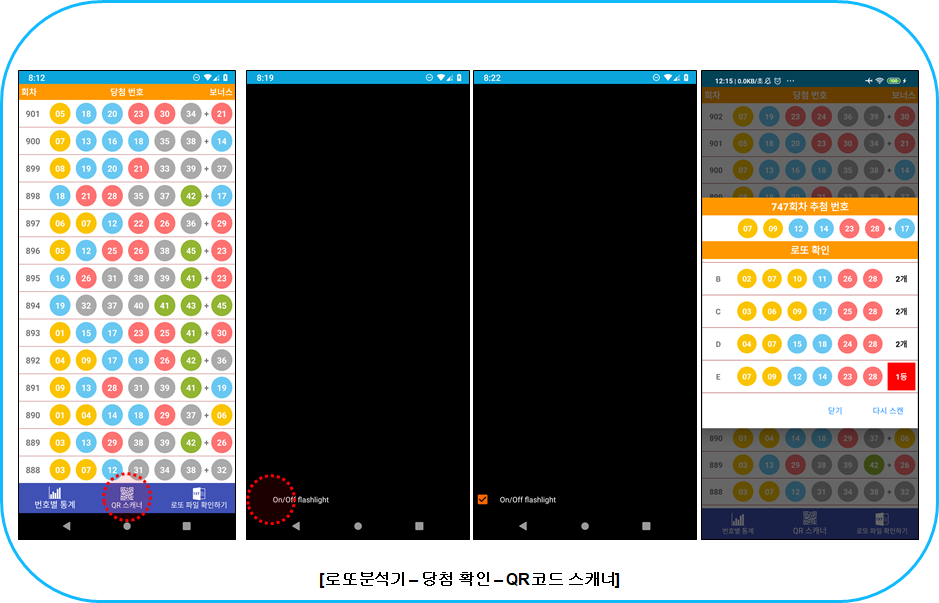 8:12
회차 당첨 번호 보너스
901 05 18 20 23 30 34 + 21
900 07 13 16 18 35 38 + 14
899 08 19 20 21 33 39 + 37
898 18 21 28 35 37 42 + 17
897 06 07 12 22 26 36 + 29
896 05 12 25 26 38 45 + 23
895 16 26 31 38 39 41 + 23
894 19 32 37 40 41 43 + 45
893 01 15 17 23 25 41 + 30
892 04 09 17 18 26 42 + 36
891 09 13 28 31 39 41 + 19
890 01 04 14 18 29 37 + 06
889 03 13 29 38 39 42 + 26
888 03 07 12 31 34 38 + 32
번호별 통계 QR 스캐너 로또 파일 확인하기
8:19
On/Off flashlight
8:22
On/Off flashlight
12:15 | 0.0KB/초
회차 당첨 번호 보너스
902 07 19 23 24 36 39 + 30
901 05 18 20 23 30 34 + 21
900 07 13 16 18 35 38 + 14
747회차 추첨 번호
07 09 12 14 23 28 + 17
로또 확인
B 02 07 10 11 26 28 2개
C 03 06 09 17 25 28 2개
D 04 07 15 18 24 28 2개
E 07 09 12 14 23 28 1등
닫기 다시 스캔
890 01 04 14 18 29 37 + 06
889 03 13 29 38 39 42 + 26
888 03 07 12 31 34 38 + 32
번호별 통계 QR 스캐너 로또 파일 확인하기
[로또분석기 – 당첨 확인 – QR코드 스캐너]